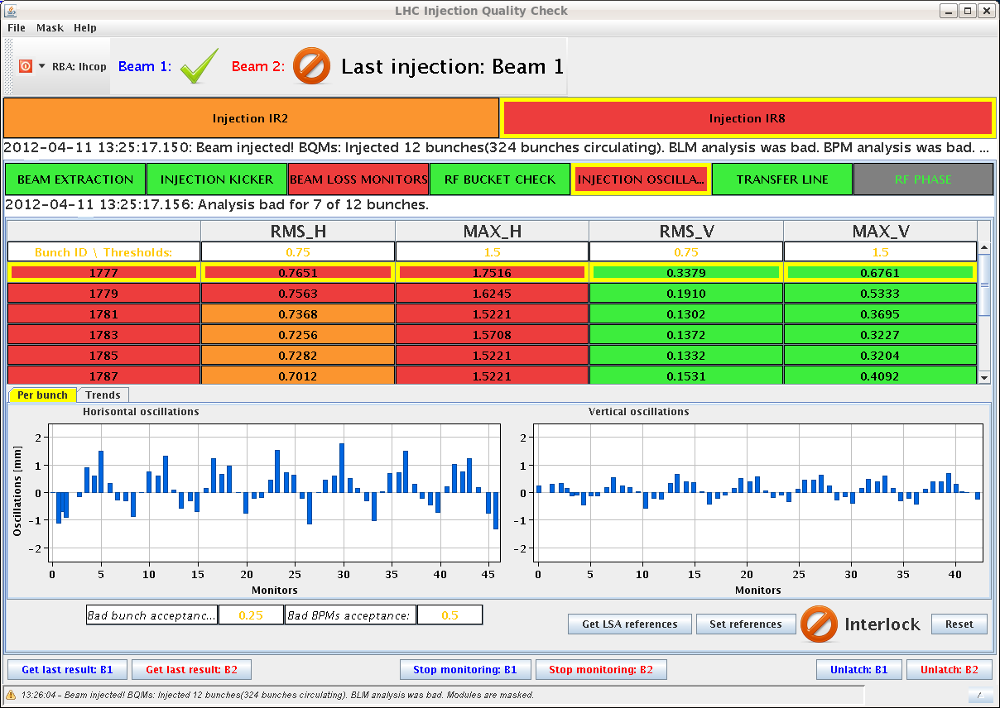 LHC Injection Quality Check
File Mask Help
RBA: lhcop Beam 1: Beam 2: Last injection: Beam 1
Injection IR2 Injection IR8
2012-04-11 13:25:17.150: Beam injected! BQMs: Injected 12 bunches(324 bunches circulating). BLM analysis was bad. BPM analysis was bad. ...
BEAM EXTRACTION INJECTION KICKER BEAM LOSS MONITORS RF BUCKET CHECK INJECTION OSCILLA... TRANSFER LINE RF PHASE
2012-04-11 13:25:17.156: Analysis bad for 7 of 12 bunches.
RMS_H MAX_H RMS_V MAX_V
Bunch ID \ Thresholds: 0.75 1.5 0.75 1.5
1777 0.7651 1.7516 0.3379 0.6761
1779 0.7563 1.6245 0.1910 0.5333
1781 0.7368 1.5221 0.1302 0.3695
1783 0.7256 1.5708 0.1372 0.3227
1785 0.7282 1.5221 0.1332 0.3204
1787 0.7012 1.5221 0.1531 0.4092
Per bunch Trends
Horisontal oscillations Vertical oscillations
Oscillations [mm]
2 2
1 1
0 0
-1 -1
-2 -2
0 5 10 15 20 25 30 35 40 45 0 5 10 15 20 25 30 35 40
Monitors Monitors
Bad bunch acceptanc... 0.25 Bad BPMs acceptance: 0.5
Get LSA references Set references Interlock Reset
Get last result: B1 Get last result: B2 Stop monitoring: B1 Stop monitoring: B2 Unlatch: B1 Unlatch: B2
13:26:04 - Beam injected! BQMs: Injected 12 bunches(324 bunches circulating). BLM analysis was bad. Modules are masked.